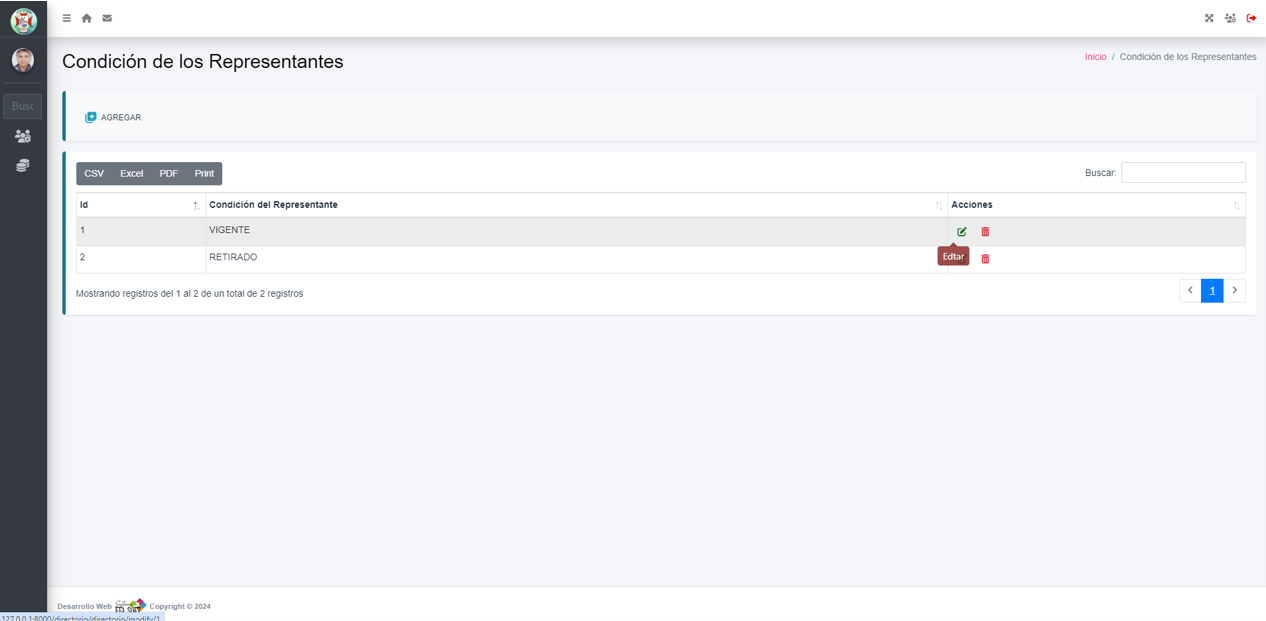 Condición de los Representantes
Inicio / Condición de los Representantes
Busc
AGREGAR
CSV Excel PDF Print
Buscar:
Id Condición del Representante Acciones
1 VIGENTE
2 RETIRADO
Edtar
Mostrando registros del 1 al 2 de un total de 2 registros
1
Desarrollo Web
Copyright © 2024
127.0.0.1:8000/directorio/directorio/modify/1